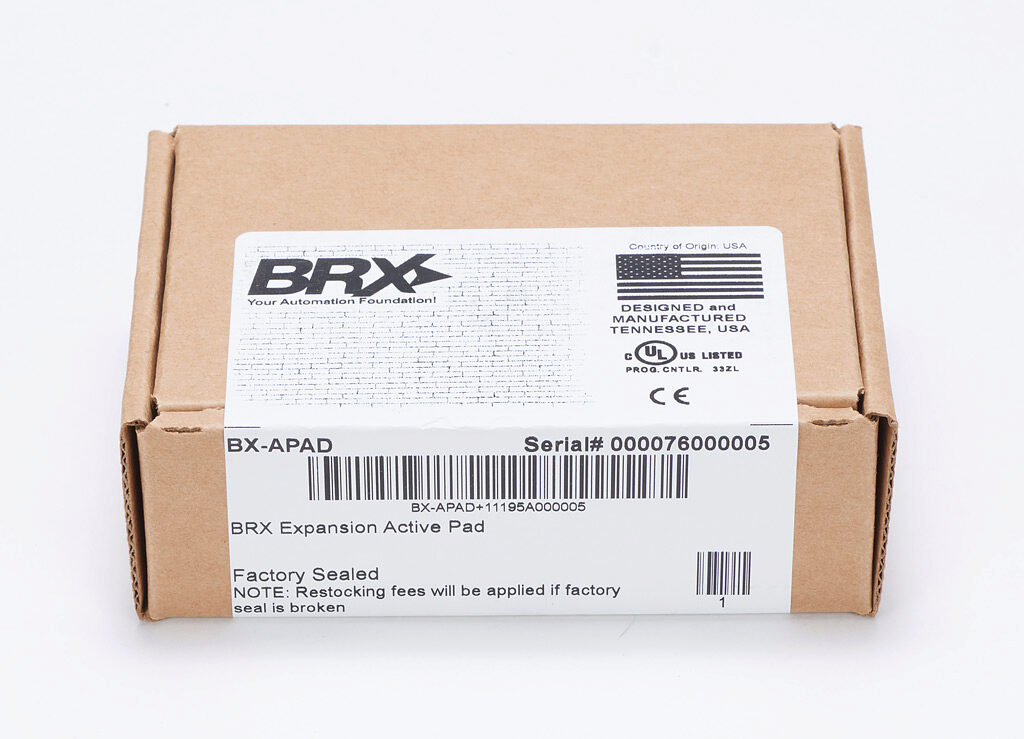 BRX
Your Automation Foundation!
Country of Origin: USA
DESIGNED and
MANUFACTURED
TENNESSEE, USA
C UL US LISTED
PROG. CNTLR. 33ZL
CE
BX-APAD Serial# 000076000005
BX-APAD+11195A000005
BRX Expansion Active Pad
Factory Sealed
NOTE: Restocking fees will be applied if factory
seal is broken
1